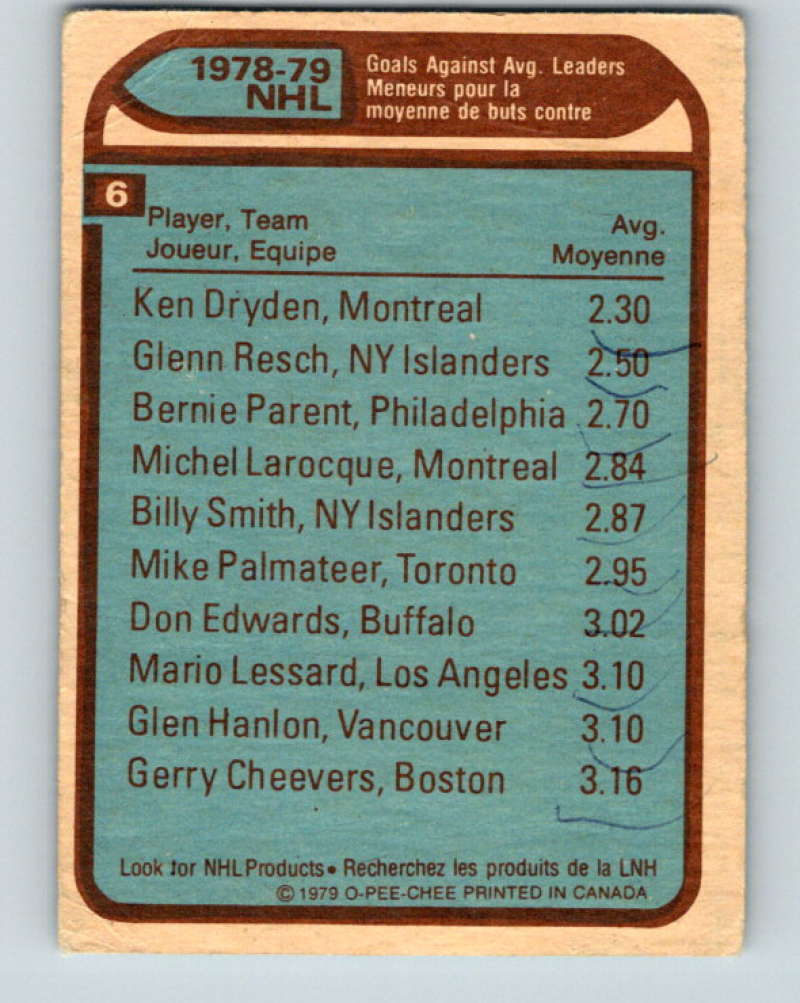 1978-79 NHL
Goals Against Avg. Leaders
Meneurs pour la
moyenne de buts contre
6
Player, Team Avg.
Joueur, Equipe Moyenne
Ken Dryden, Montreal 2.30
Glenn Resch, NY Islanders 2.50
Bernie Parent, Philadelphia 2.70
Michel Larocque, Montreal 2.84
Billy Smith, NY Islanders 2.87
Mike Palmateer, Toronto 2.95
Don Edwards, Buffalo 3.02
Mario Lessard, Los Angeles 3.10
Glen Hanlon, Vancouver 3.10
Gerry Cheevers, Boston 3.16
Look for NHL Products • Recherchez les produits de la LNH
© 1979 O-PEE-CHEE PRINTED IN CANADA